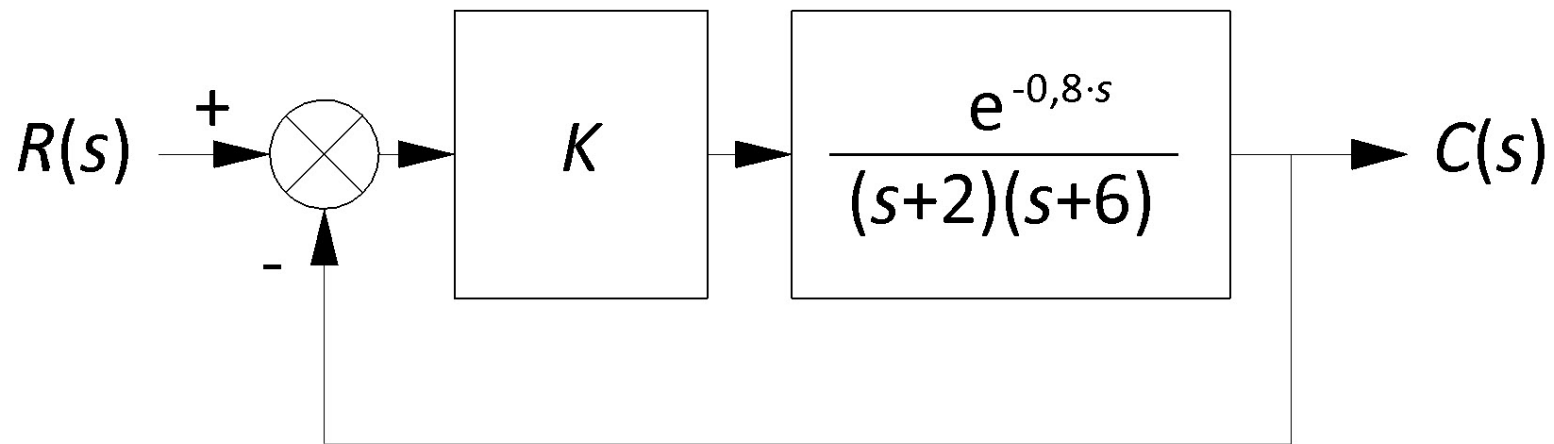 R(s)
+
-
K
e^-0,8·s
(s+2)(s+6)
C(s)